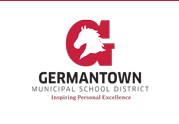 G
GERMANTOWN
MUNICIPAL SCHOOL DISTRICT
Inspiring Personal Excellence